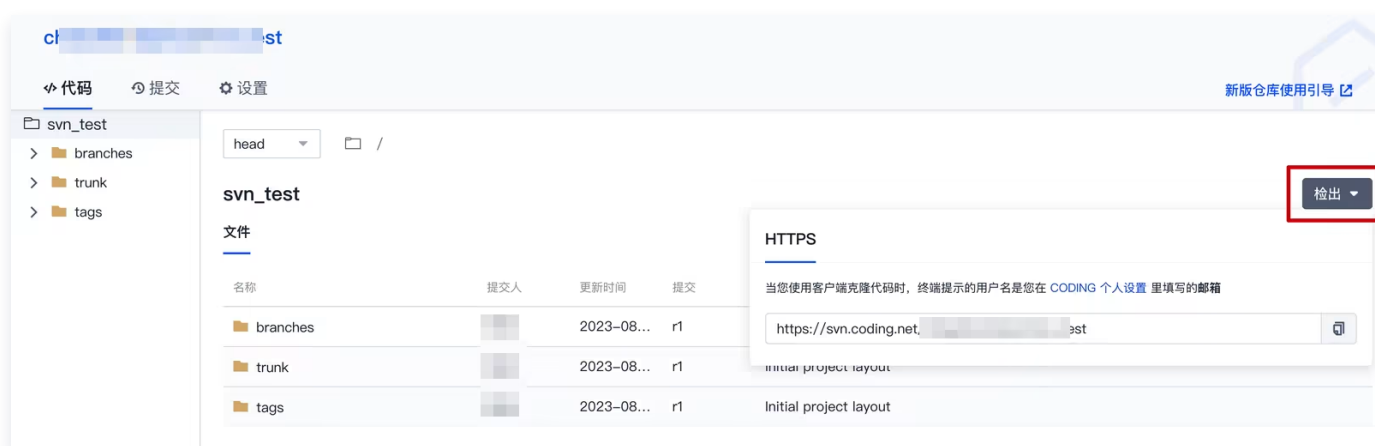 代码 提交 设置
新版仓库使用引导
svn_test
branches
trunk
tags
head /
svn_test
检出
文件
HTTPS
当您使用客户端克隆代码时，终端提示的用户名是您在 CODING 个人设置 里填写的邮箱
https://svn.coding.net/ est
名称 提交人 更新时间 提交
branches 2023-08... r1
trunk 2023-08... r1 Initial project layout
tags 2023-08... r1 Initial project layout